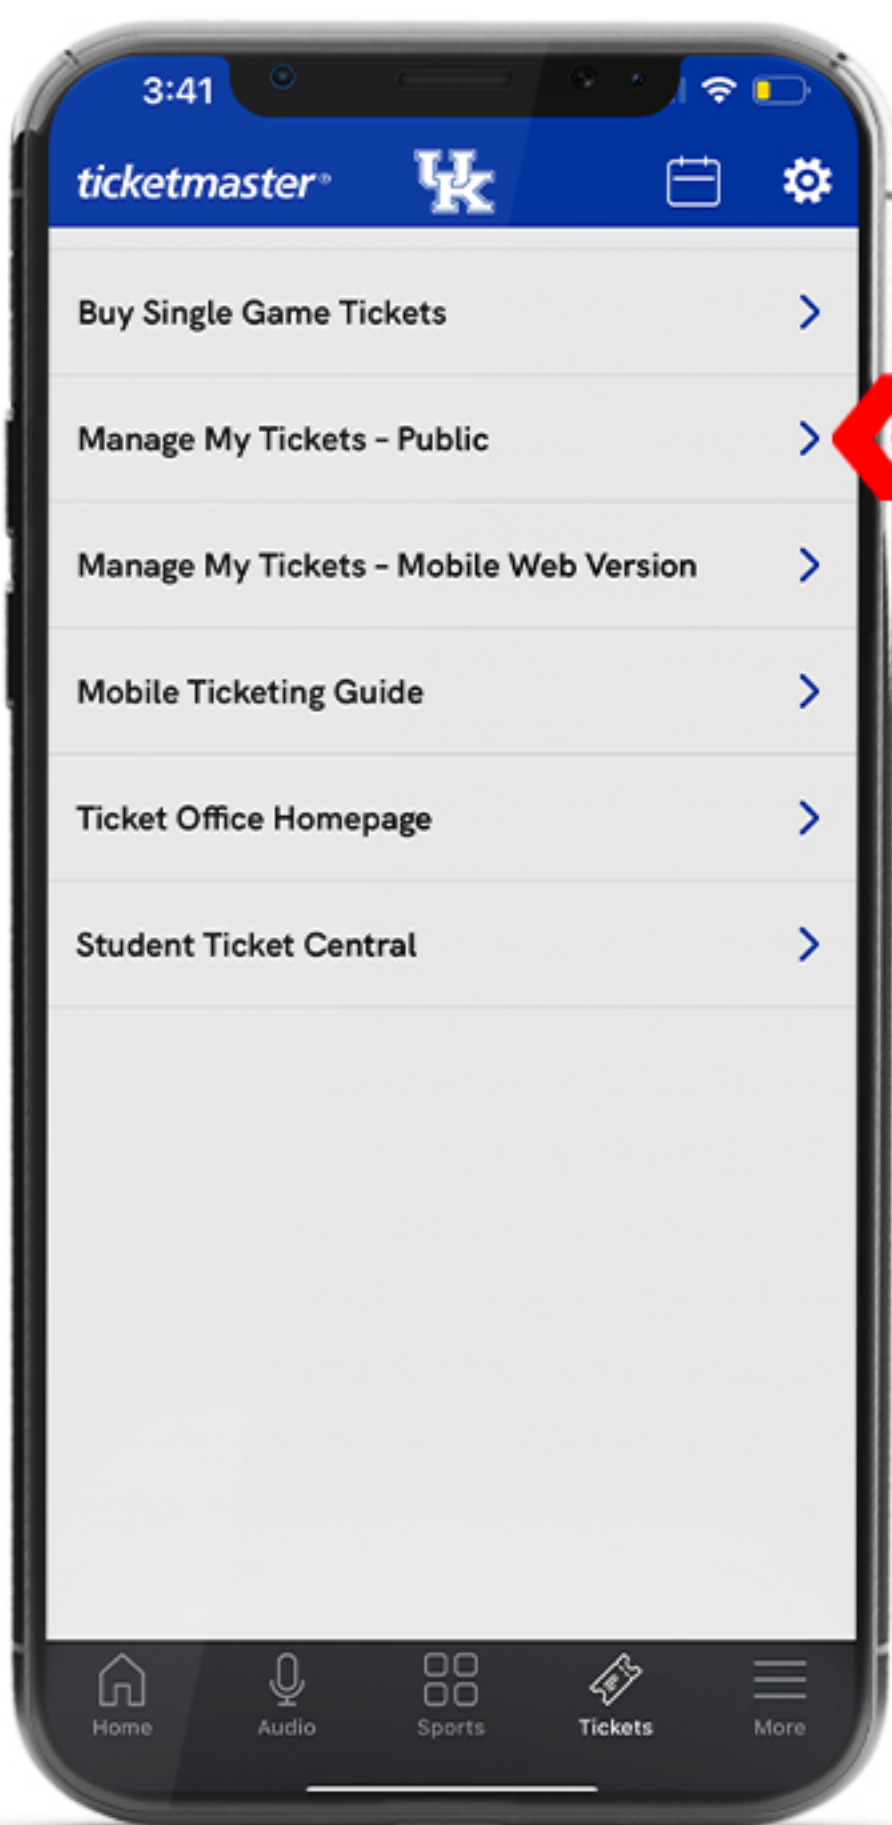 3:41
ticketmaster®
UK
Buy Single Game Tickets
Manage My Tickets – Public
Manage My Tickets – Mobile Web Version
Mobile Ticketing Guide
Ticket Office Homepage
Student Ticket Central
Home Audio Sports Tickets More